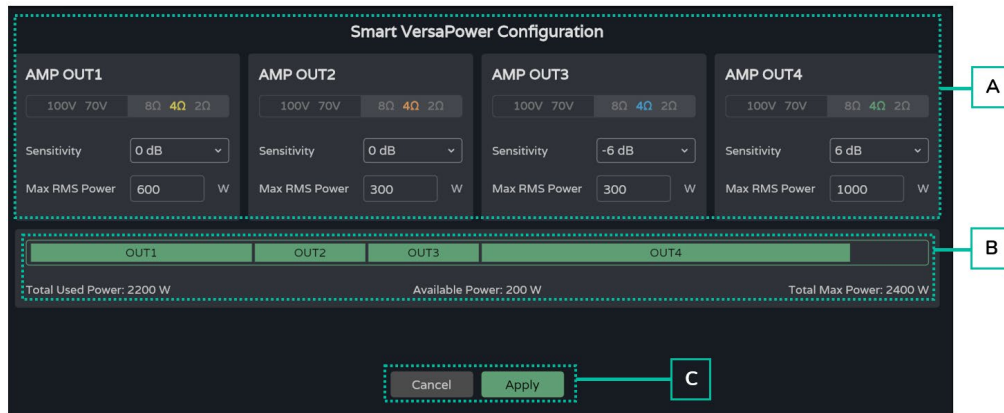 Smart VersaPower Configuration
AMP OUT1 AMP OUT2 AMP OUT3 AMP OUT4
100V 70V 8Ω 4Ω 2Ω 100V 70V 8Ω 4Ω 2Ω 100V 70V 8Ω 4Ω 2Ω 100V 70V 8Ω 4Ω 2Ω
A
Sensitivity 0 dB Sensitivity 0 dB Sensitivity -6 dB Sensitivity 6 dB
Max RMS Power 600 W Max RMS Power 300 W Max RMS Power 300 W Max RMS Power 1000 W
OUT1 OUT2 OUT3 OUT4
B
Total Used Power: 2200 W Available Power: 200 W Total Max Power: 2400 W
Cancel Apply C